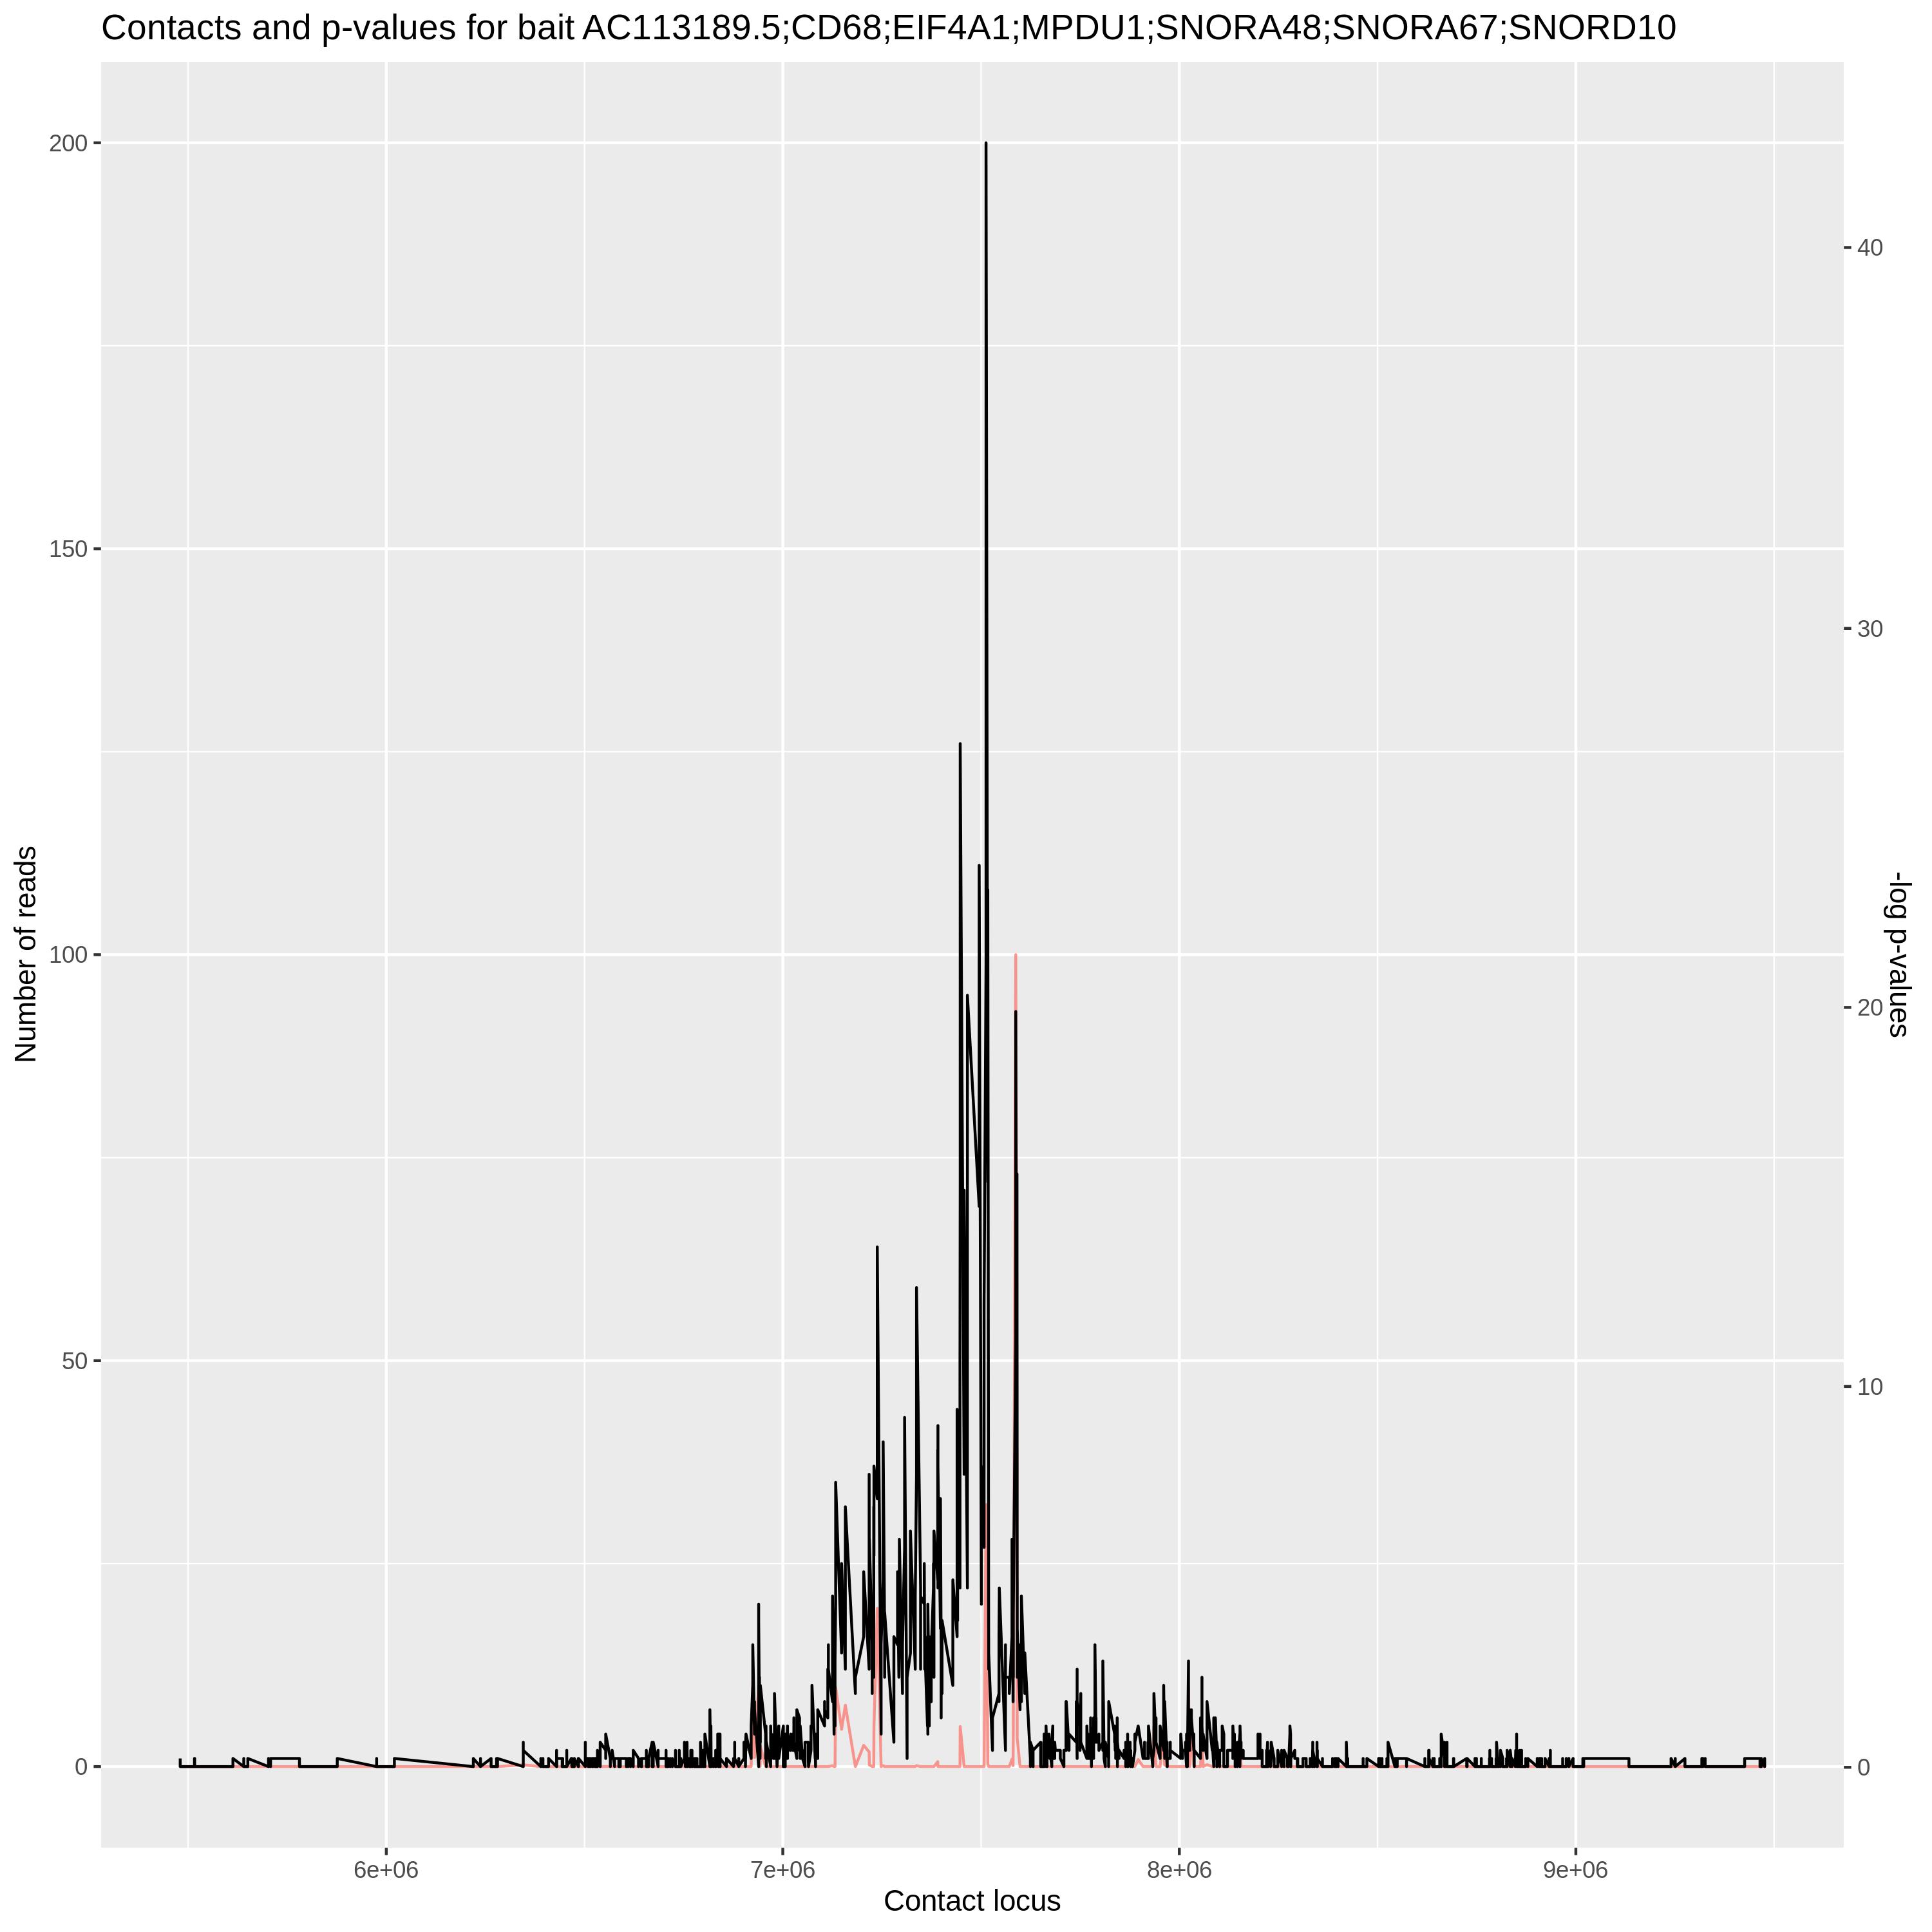 Contacts and p-values for bait AC113189.5;CD68;EIF4A1;MPDU1;SNORA48;SNORA67;SNORD10
200
150
100
50
0
Number of reads
40
30
20
10
0
-log p-values
6e+06
7e+06
8e+06
9e+06
Contact locus